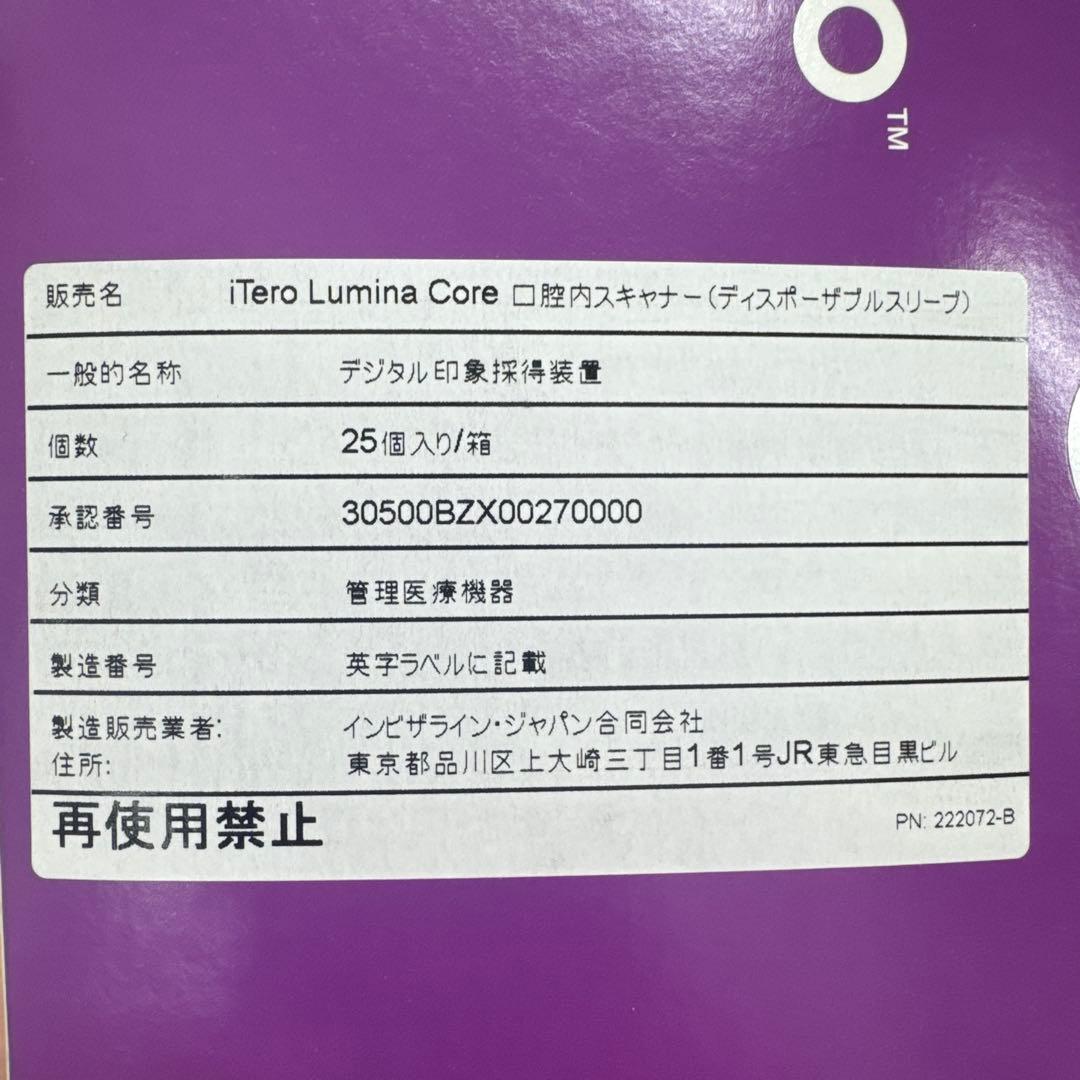 O™
販売名 iTero Lumina Core 口腔内スキャナー(ディスポーザブルスリーブ)
一般的名称 デジタル印象採得装置
個数 25個入り/箱
承認番号 30500BZX00270000
分類 管理医療機器
製造番号 英字ラベルに記載
製造販売業者: インビザライン・ジャパン合同会社
住所: 東京都品川区上大崎三丁目1番1号JR東急目黒ビル
再使用禁止 PN: 222072-B